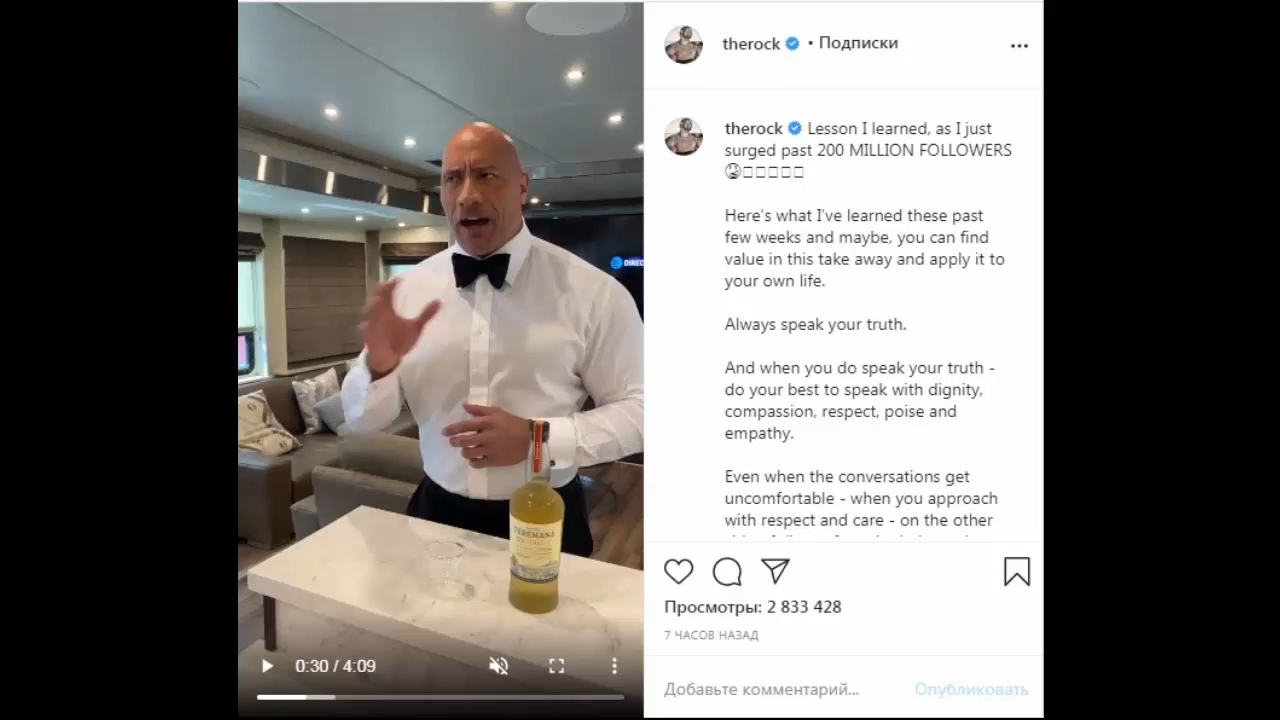 therock • Подписки
therock Lesson I learned, as I just
surged past 200 MILLION FOLLOWERS
Here's what I've learned these past
few weeks and maybe, you can find
value in this take away and apply it to
your own life.
Always speak your truth.
And when you do speak your truth -
do your best to speak with dignity,
compassion, respect, poise and
empathy.
Even when the conversations get
uncomfortable - when you approach
with respect and care - on the other
Просмотры: 2 833 428
7 ЧАСОВ НАЗАД
Добавьте комментарий...
Опубликовать
DIREC
TEREMANA
0:30 / 4:09